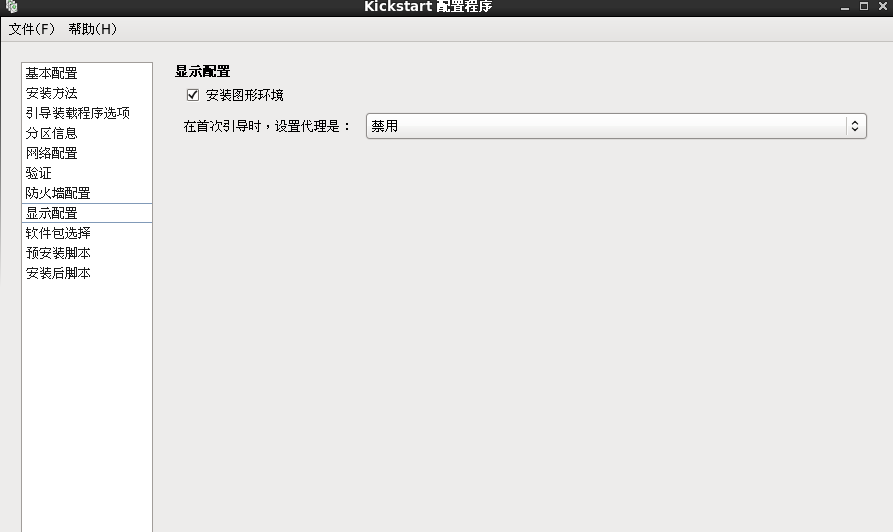 Kickstart 配置程序
文件(F) 帮助(H)
基本配置
安装方法
引导装载程序选项
分区信息
网络配置
验证
防火墙配置
显示配置
软件包选择
预安装脚本
安装后脚本
显示配置
安装图形环境
在首次引导时，设置代理是： 禁用